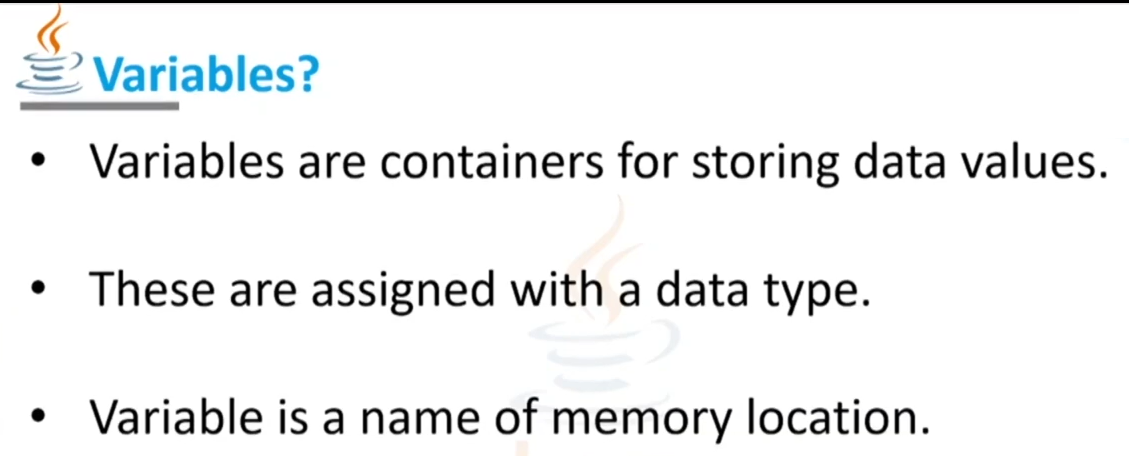 Variables?
• Variables are containers for storing data values.
• These are assigned with a data type.
• Variable is a name of memory location.